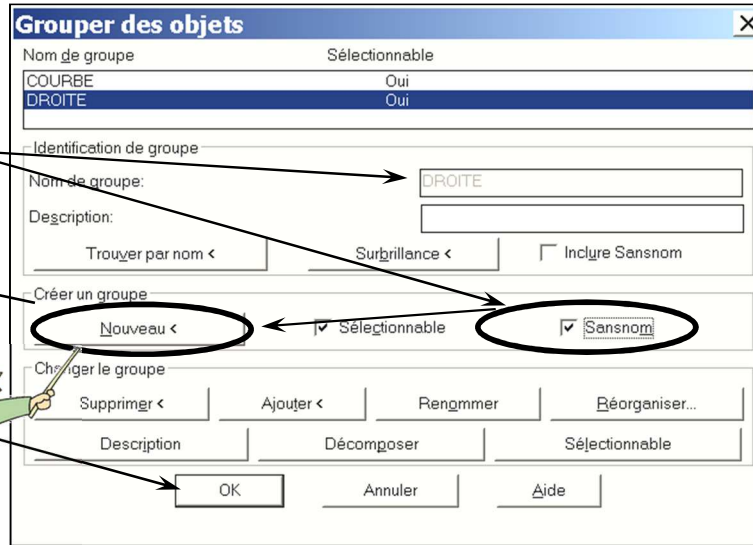 Grouper des objets
Nom de groupe Sélectionnable
COURBE Oui
DROITE Oui
Identification de groupe
Nom de groupe: DROITE
Description:
Trouver par nom < Surbrillance < Inclure Sansnom
Créer un groupe
Nouveau < Sélectionnable Sansnom
Changer le groupe
Supprimer < Ajouter < Renommer Réorganiser...
Description Décomposer Sélectionnable
OK Annuler Aide